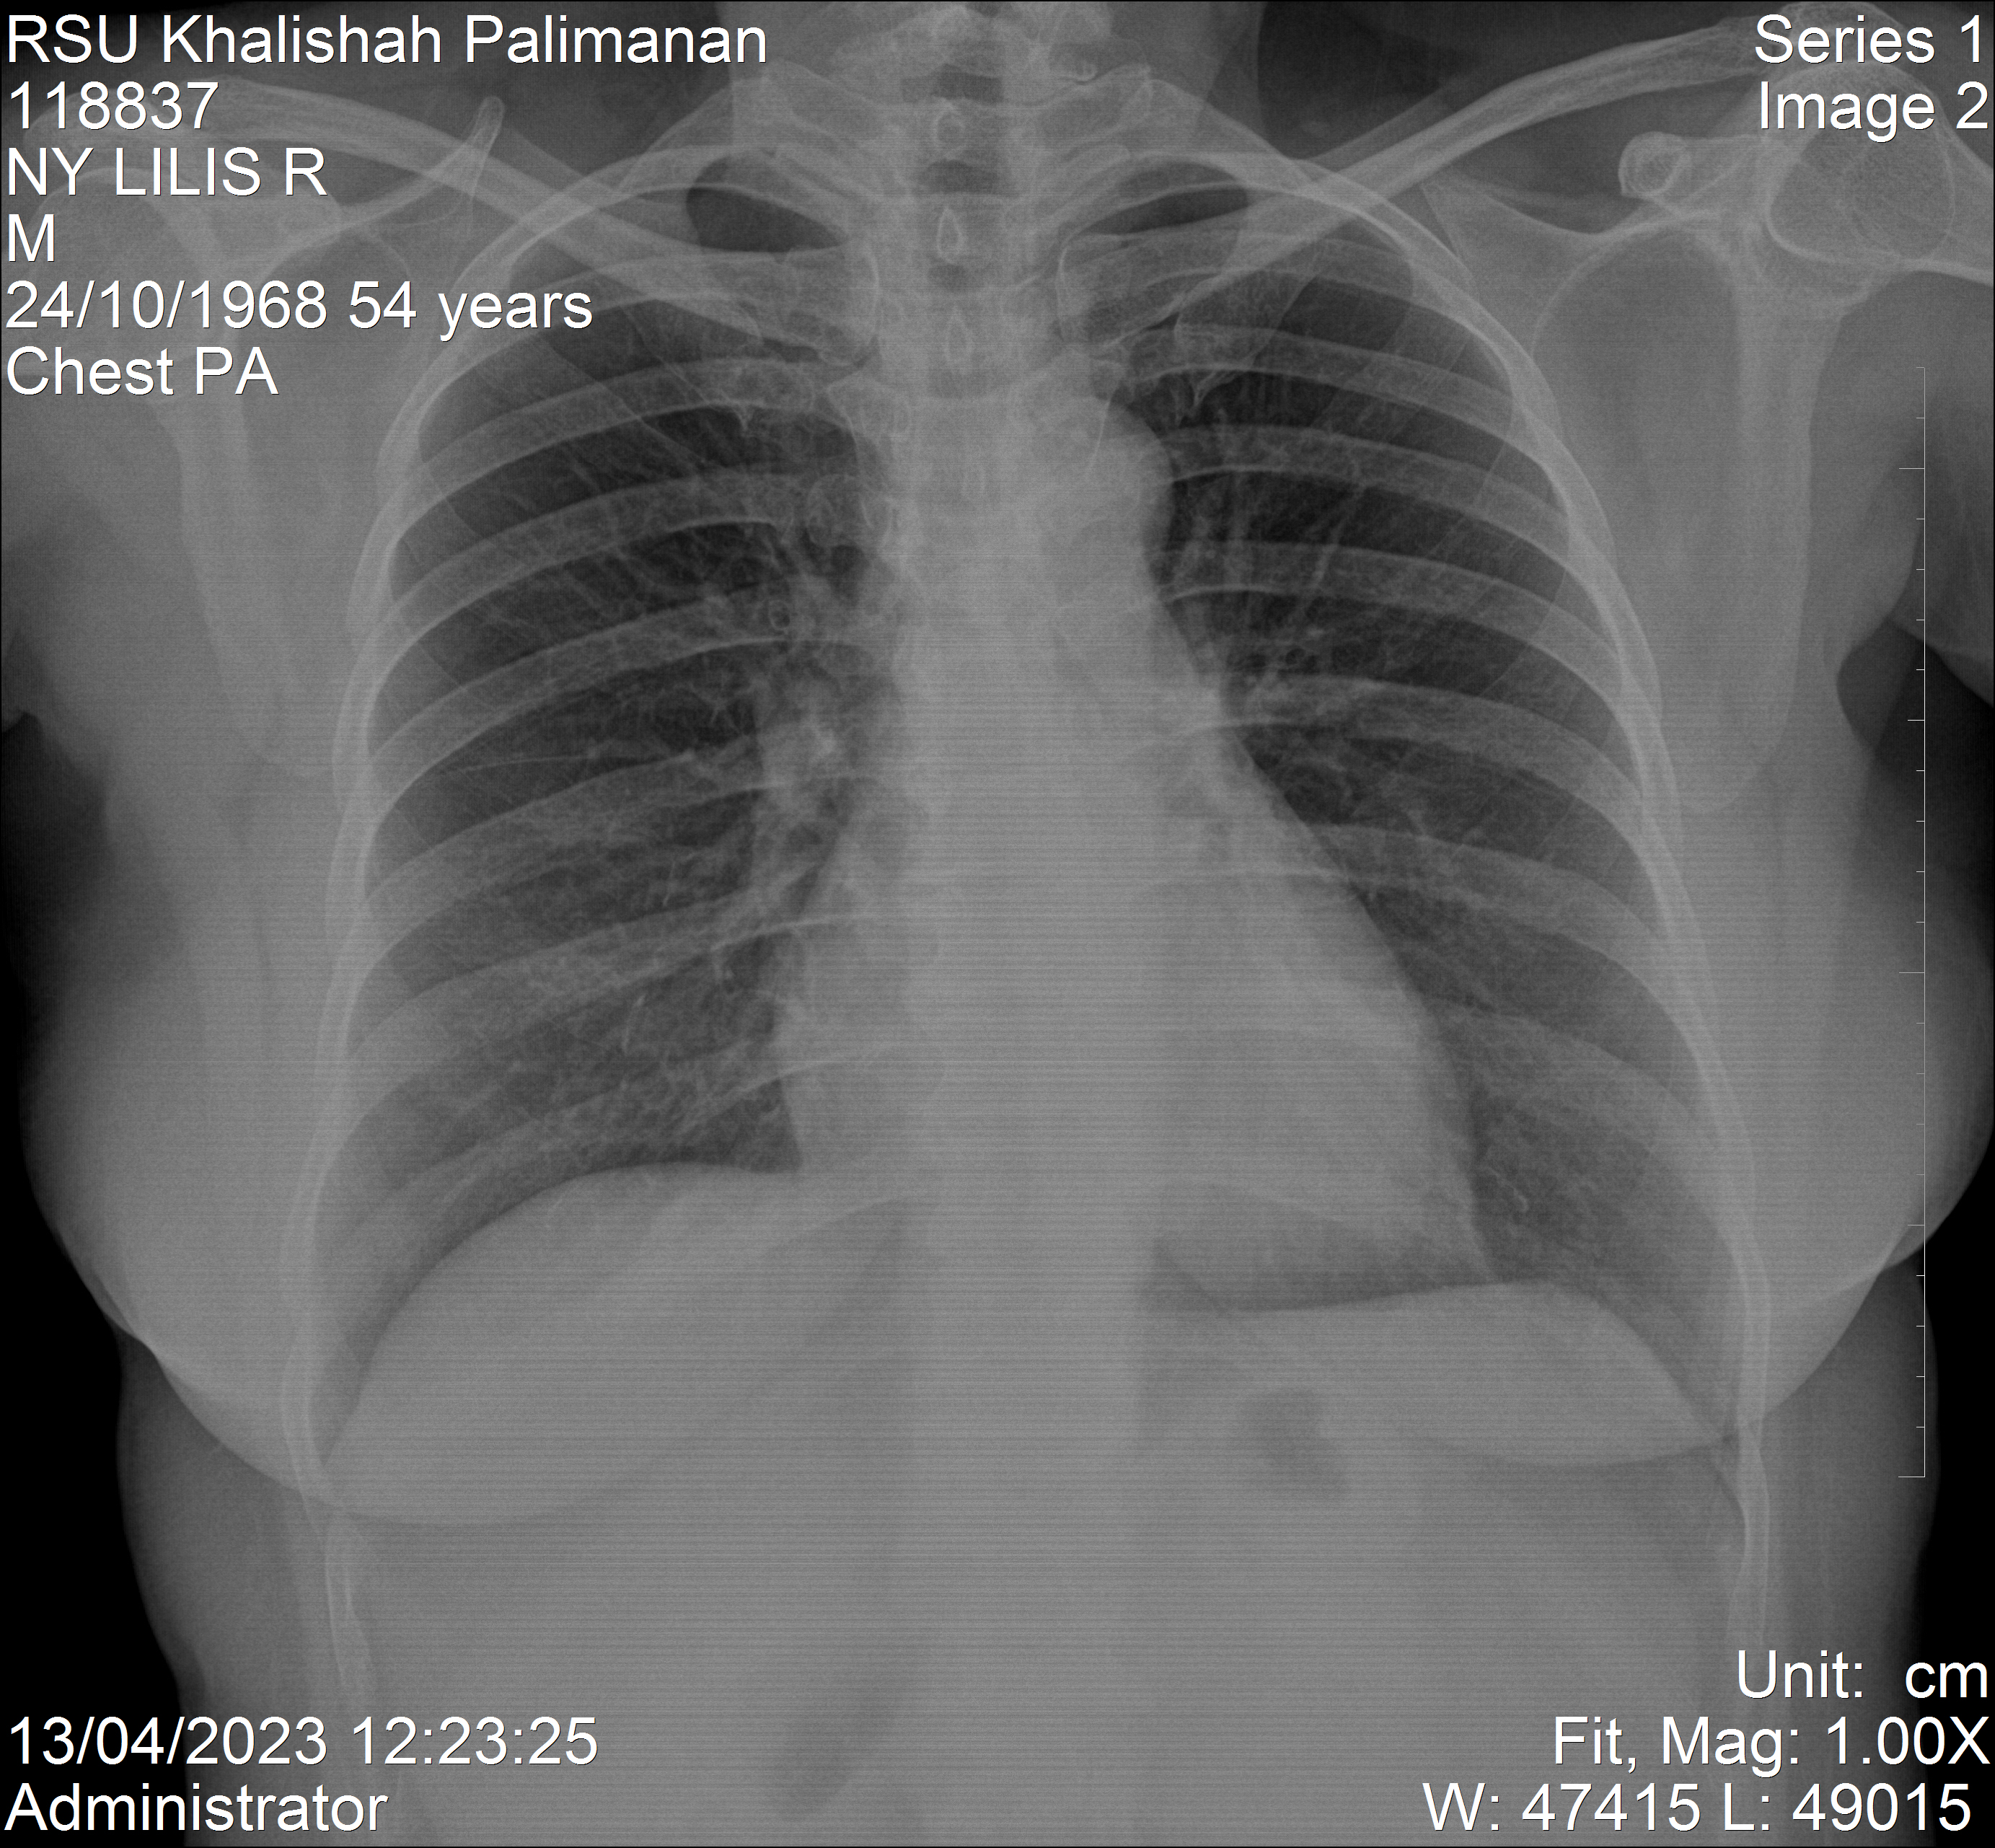 RSU Khalishah Palimanan
118837
NY LILIS R
M
24/10/1968 54 years
Chest PA
Series 1
Image 2
13/04/2023 12:23:25
Administrator
Unit: cm
Fit, Mag: 1.00X
W: 47415 L: 49015